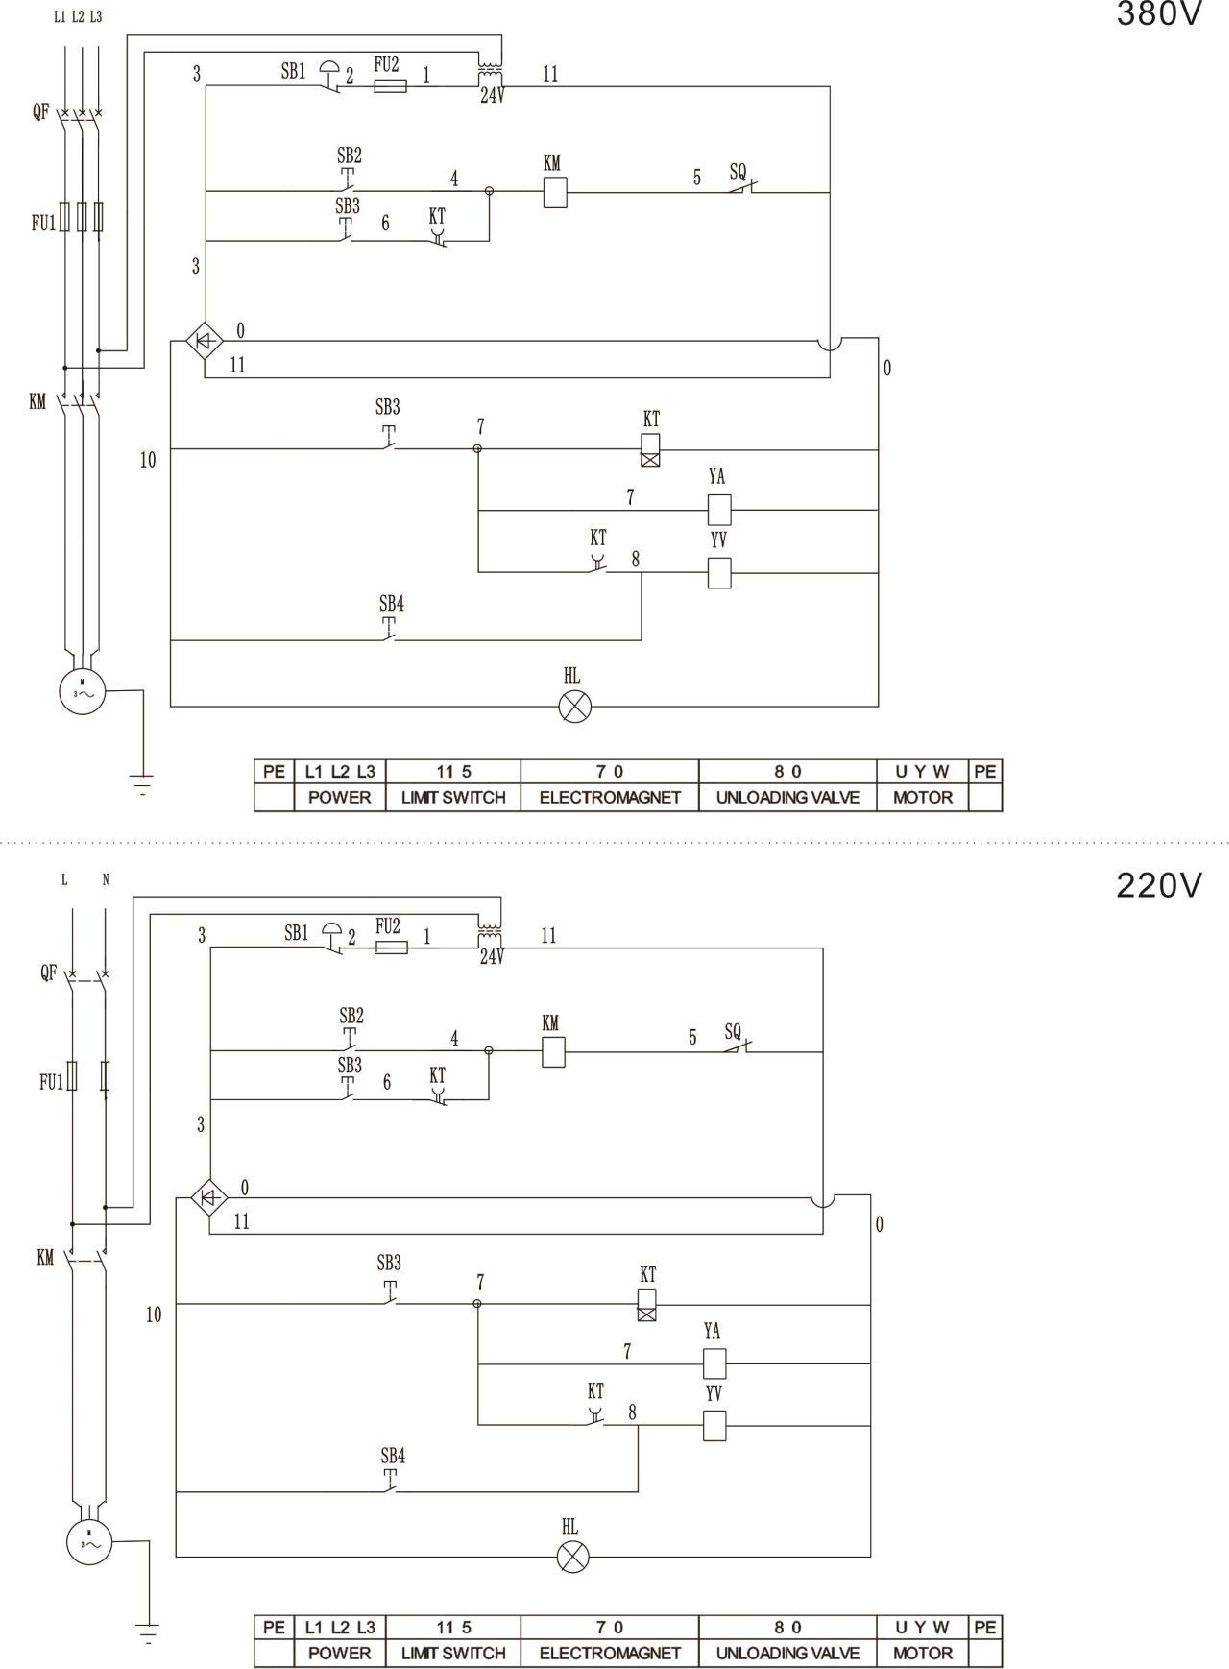 380V
L1 L2 L3
3 SB1 2 FU2 1 11
24V
QF
SB2 4 KM 5 SQ
FU1 SB3 6 KT
3
0
11 0
KM SB3 7 KT
10
7 YA
KT 8 YV
SB4
M
3
HL
PE L1 L2 L3 11 5 7 0 8 0 U Y W PE
POWER LIMIT SWITCH ELECTROMAGNET UNLOADING VALVE MOTOR
220V
L N
3 SB1 2 FU2 1 11
24V
QF
SB2 4 KM 5 SQ
FU1 SB3 6 KT
3
0
11 0
KM SB3 7 KT
10
7 YA
KT 8 YV
SB4
M
3
HL
PE L1 L2 L3 11 5 7 0 8 0 U Y W PE
POWER LIMIT SWITCH ELECTROMAGNET UNLOADING VALVE MOTOR